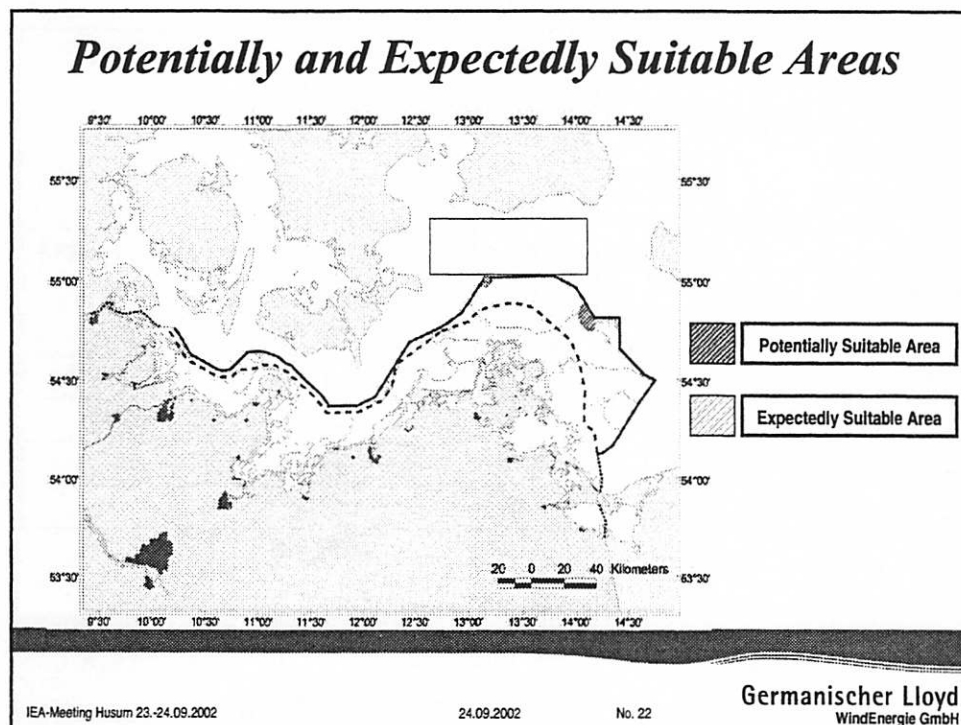 Potentially and Expectedly Suitable Areas
9°30' 10°00' 10°30' 11°00' 11°30' 12°00' 12°30' 13°00' 13°30' 14°00' 14°30'
55°30' 55°30'
55°00' 55°00'
54°30' 54°30'
54°00' 54°00'
53°30' 53°30'
Potentially Suitable Area
Expectedly Suitable Area
20 0 20 40 Kilometers
9°30' 10°00' 10°30' 11°00' 11°30' 12°00' 12°30' 13°00' 13°30' 14°00' 14°30'
IEA-Meeting Husum 23.-24.09.2002 24.09.2002 No. 22
Germanischer Lloyd
WindEnergie GmbH